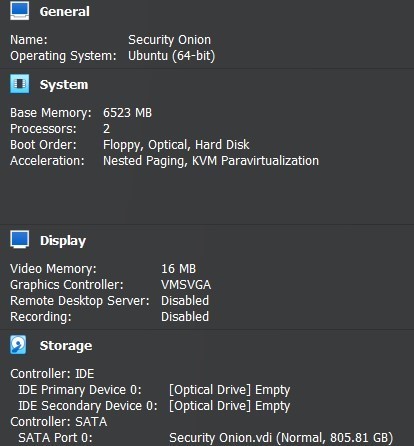 General
Name: Security Onion
Operating System: Ubuntu (64-bit)
System
Base Memory: 6523 MB
Processors: 2
Boot Order: Floppy, Optical, Hard Disk
Acceleration: Nested Paging, KVM Paravirtualization
Display
Video Memory: 16 MB
Graphics Controller: VMSVGA
Remote Desktop Server: Disabled
Recording: Disabled
Storage
Controller: IDE
IDE Primary Device 0: [Optical Drive] Empty
IDE Secondary Device 0: [Optical Drive] Empty
Controller: SATA
SATA Port 0: Security Onion.vdi (Normal, 805.81 GB)